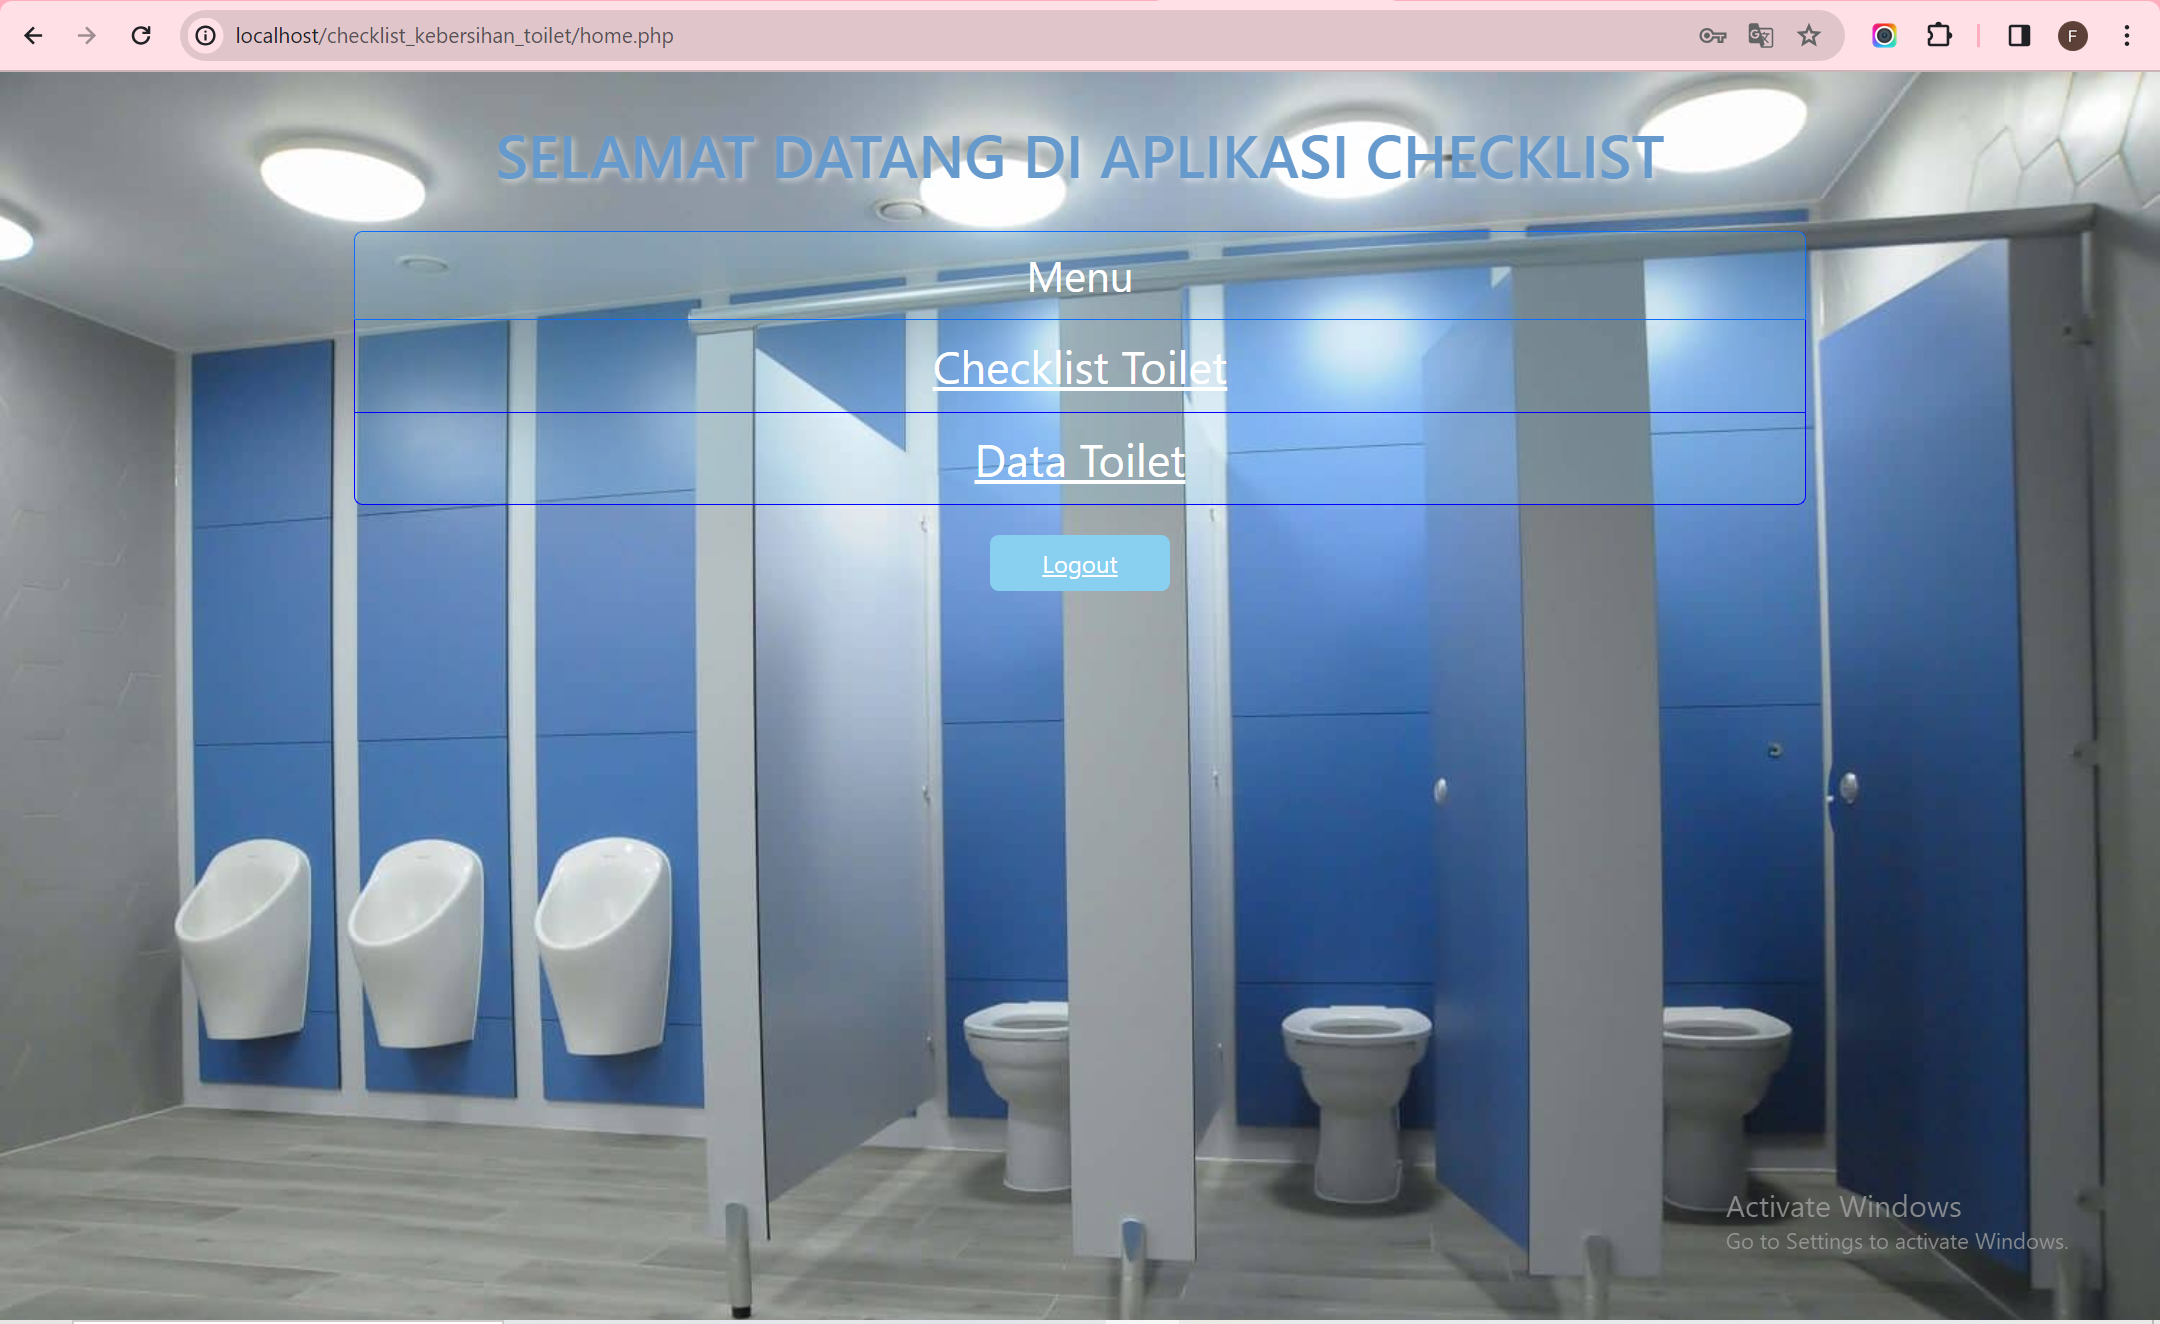 localhost/checklist_kebersihan_toilet/home.php
F
SELAMAT DATANG DI APLIKASI CHECKLIST
Menu
Checklist Toilet
Data Toilet
Logout
Activate Windows
Go to Settings to activate Windows.